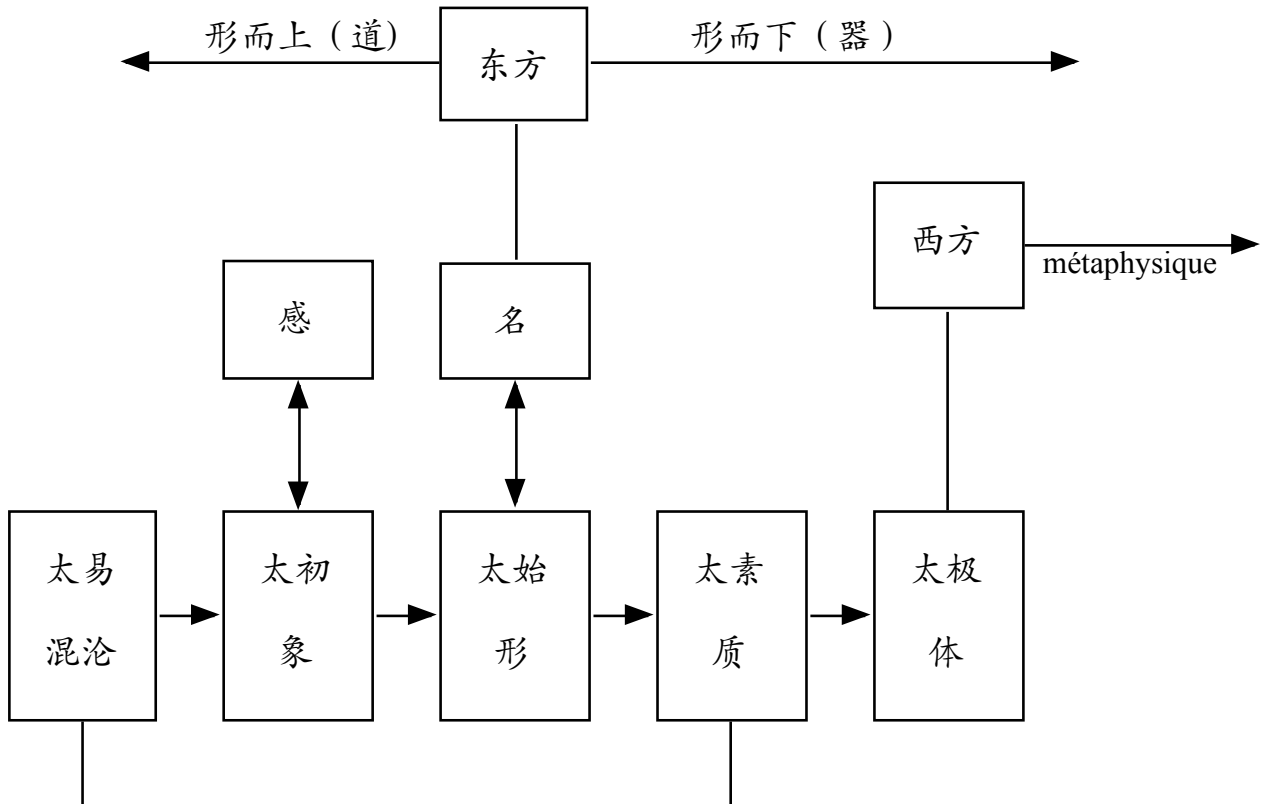 形而上（道）
形而下（器）
东方
西方
métaphysique
感
名
太易
混沦
太初
象
太始
形
太素
质
太极
体